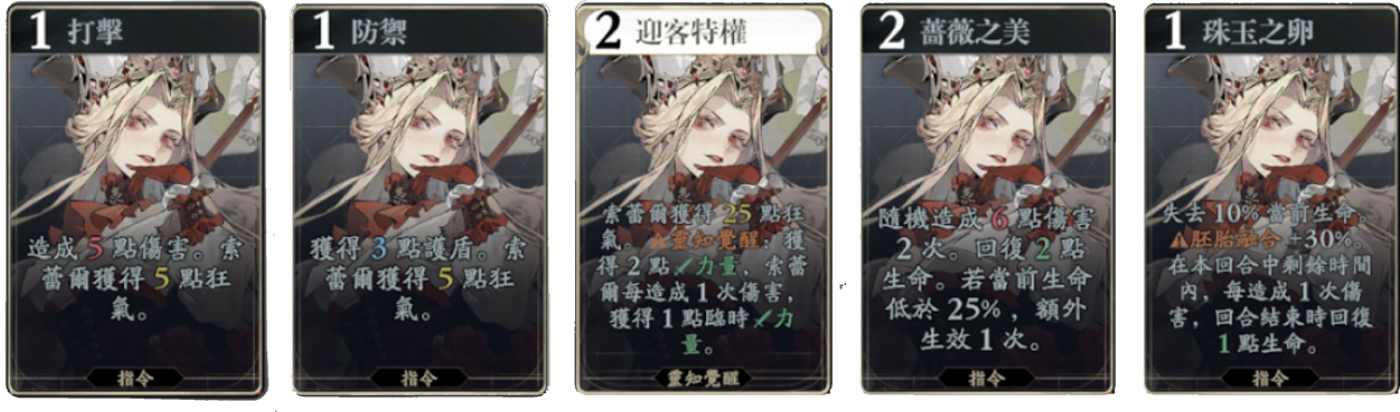 1 打擊
造成 5 點傷害。索
蕾爾獲得 5 點狂
氣。
指令
1 防禦
獲得 3 點護盾。索
蕾爾獲得 5 點狂
氣。
指令
2 迎客特權
索蕾爾獲得 25 點狂
氣。靈知覺醒：獲
得 2 點力量，索蕾
爾每造成 1 次傷害，
獲得 1 點臨時力
量。
靈知覺醒
2 薔薇之美
隨機造成 6 點傷害
2 次。回復 2 點
生命。若當前生命
低於 25%，額外
生效 1 次。
指令
1 珠玉之卵
失去 10% 當前生命。
胚胎融合 +30%。
在本回合中剩餘時間
內，每造成 1 次傷
害，回合結束時回復
1 點生命。
指令